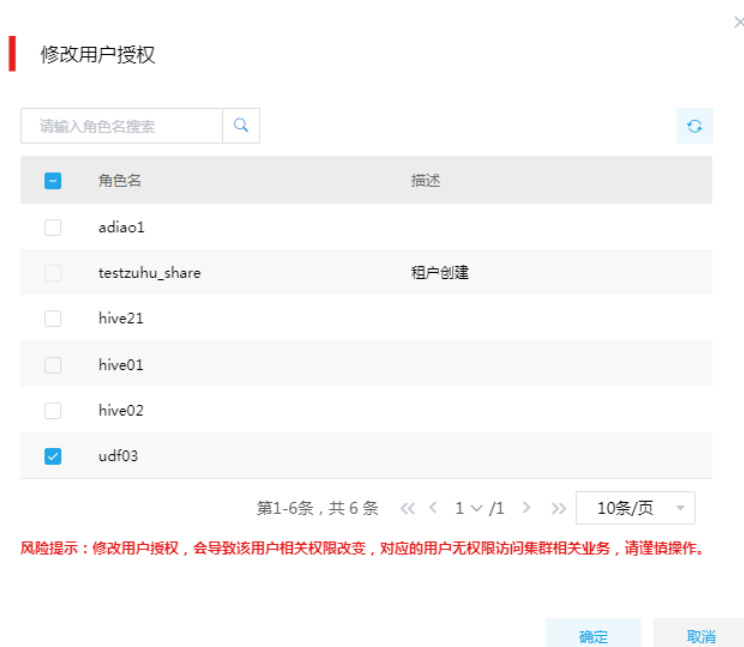 修改用户授权
请输入角色名搜索
角色名 描述
adiao1
testzuhu_share 租户创建
hive21
hive01
hive02
udf03
第1-6条，共 6 条 1 /1 10条/页
风险提示：修改用户授权，会导致该用户相关权限改变，对应的用户无权限访问集群相关业务，请谨慎操作。
确定 取消